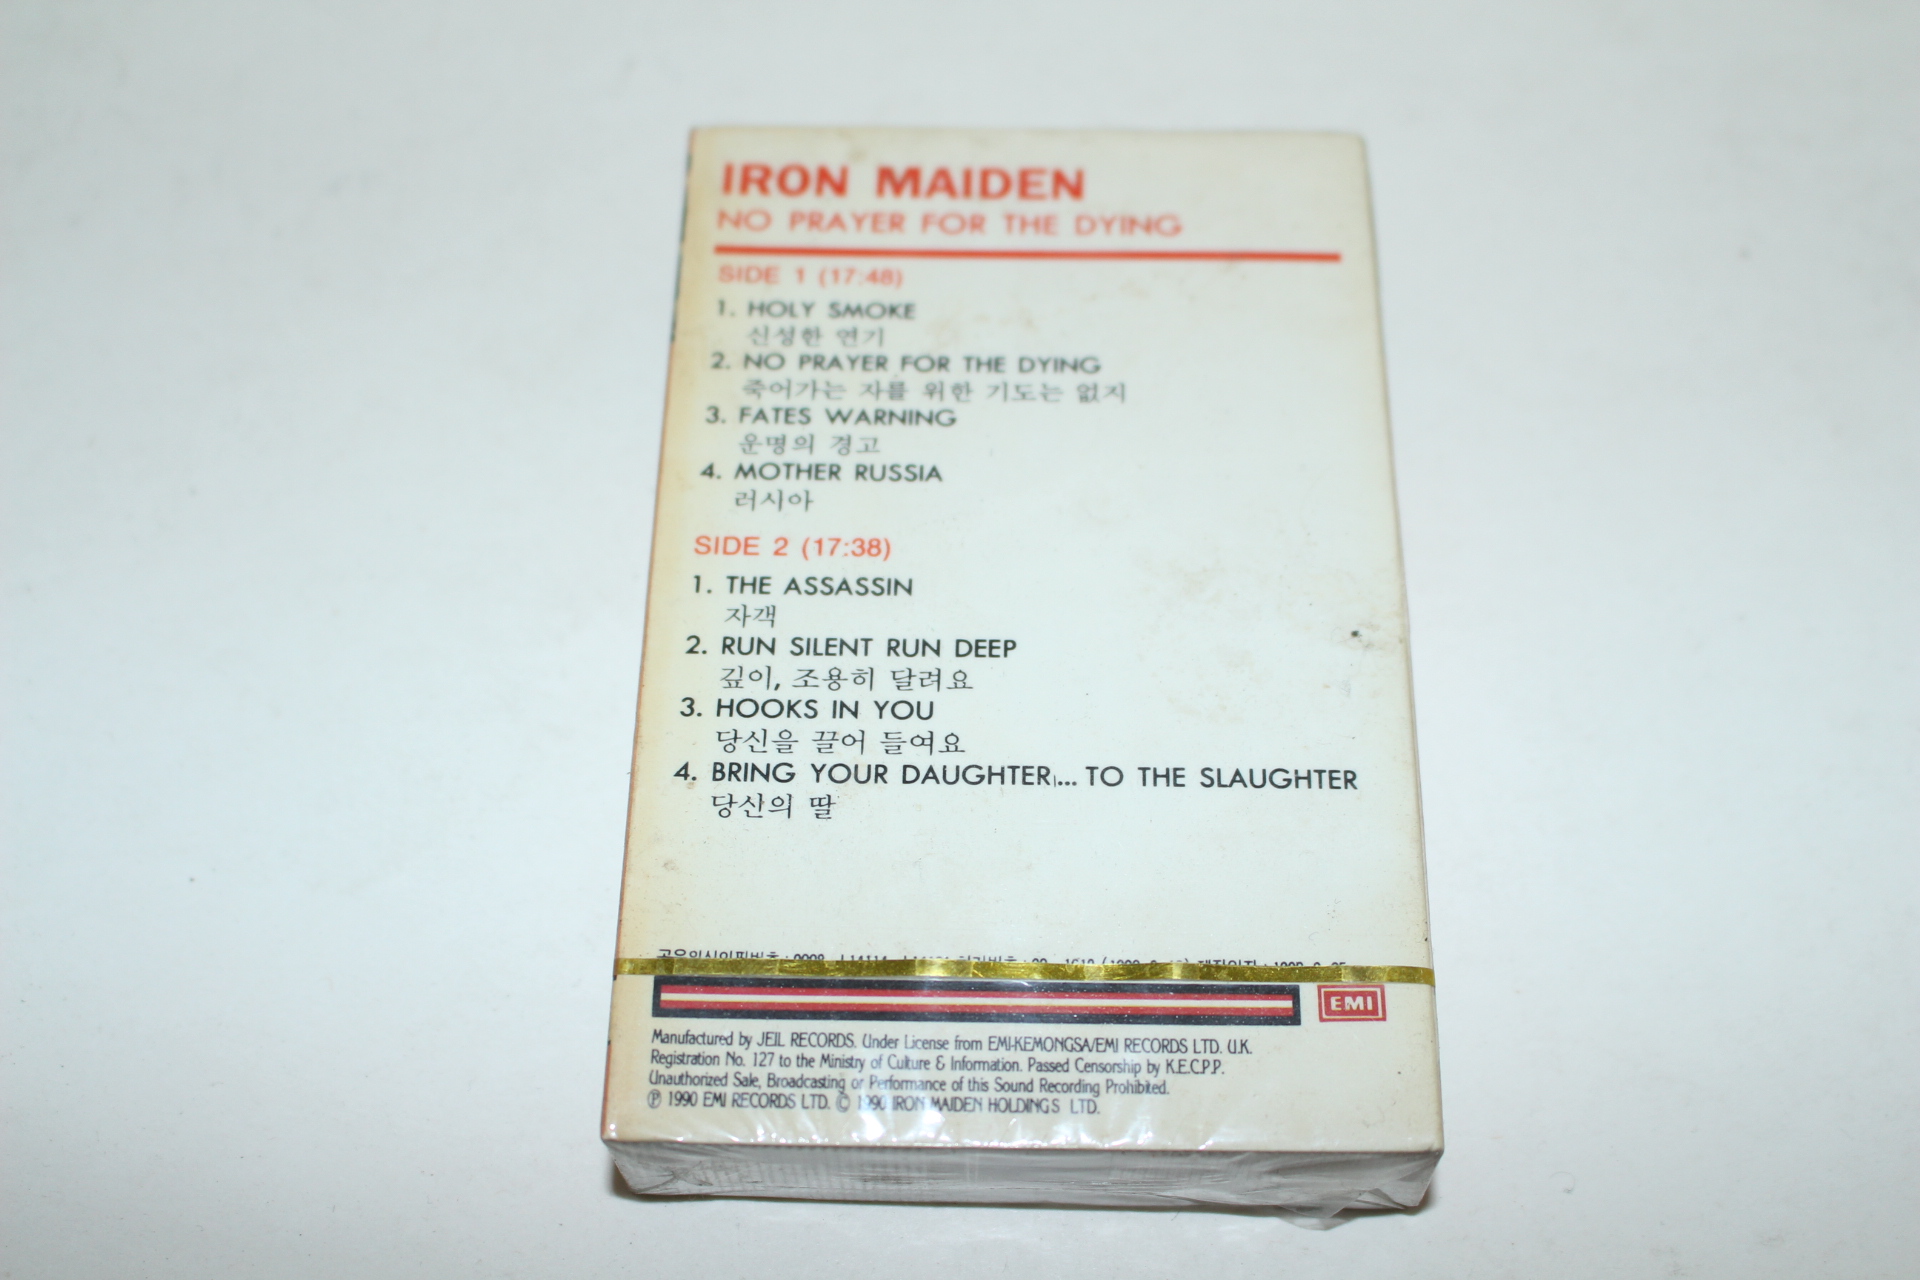 IRON MAIDEN
NO PRAYER FOR THE DYING
SIDE 1 (17:48)
1. HOLY SMOKE
신성한 연기
2. NO PRAYER FOR THE DYING
죽어가는 자를 위한 기도는 없지
3. FATES WARNING
운명의 경고
4. MOTHER RUSSIA
러시아
SIDE 2 (17:38)
1. THE ASSASSIN
자객
2. RUN SILENT RUN DEEP
깊이, 조용히 달려요
3. HOOKS IN YOU
당신을 끌어 들여요
4. BRING YOUR DAUGHTER... TO THE SLAUGHTER
당산의 딸
EMI
Manufactured by JEIL RECORDS. Under License from EMI-KEMONGSA/EMI RECORDS LTD. U.K.
Registration No. 127 to the Ministry of Culture & Information. Passed Censorship by K.E.C.P.P.
Unauthorized Sale, Broadcasting or Performance of this Sound Recording Prohibited.
Ⓟ 1990 EMI RECORDS LTD. © 1990 IRON MAIDEN HOLDINGS LTD.